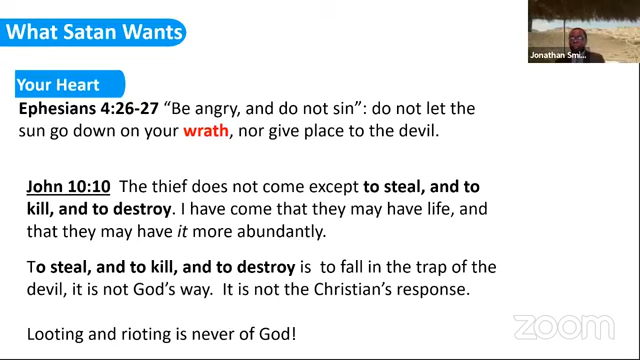 What Satan Wants
Jonathan Smi...
Your Heart
Ephesians 4:26-27 “Be angry, and do not sin”: do not let the
sun go down on your wrath, nor give place to the devil.
John 10:10 The thief does not come except to steal, and to
kill, and to destroy. I have come that they may have life, and
that they may have it more abundantly.
To steal, and to kill, and to destroy is to fall in the trap of the
devil, it is not God’s way. It is not the Christian’s response.
Looting and rioting is never of God!
zoom